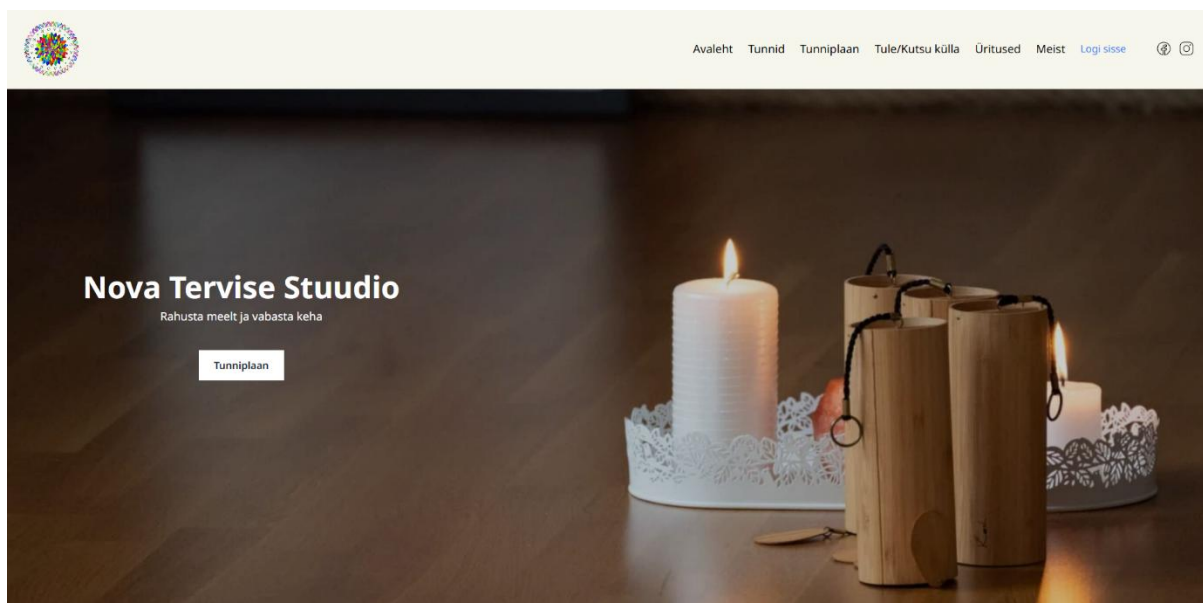 Avaleht Tunnid Tunniplaan Tule/Kutsu külla Üritused Meist Logi sisse
Nova Tervise Stuudio
Rahusta meelt ja vabasta keha
Tunniplaan